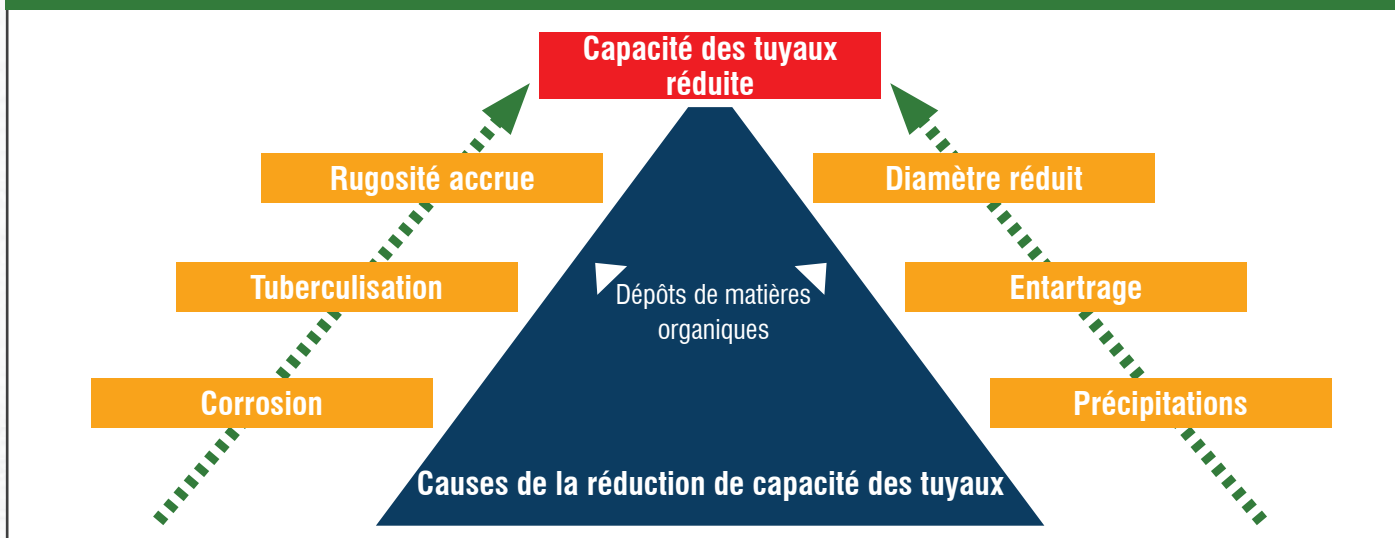 Capacité des tuyaux
réduite
Rugosité accrue
Diamètre réduit
Tuberculisation
Entartrage
Dépôts de matières
organiques
Corrosion
Précipitations
Causes de la réduction de capacité des tuyaux